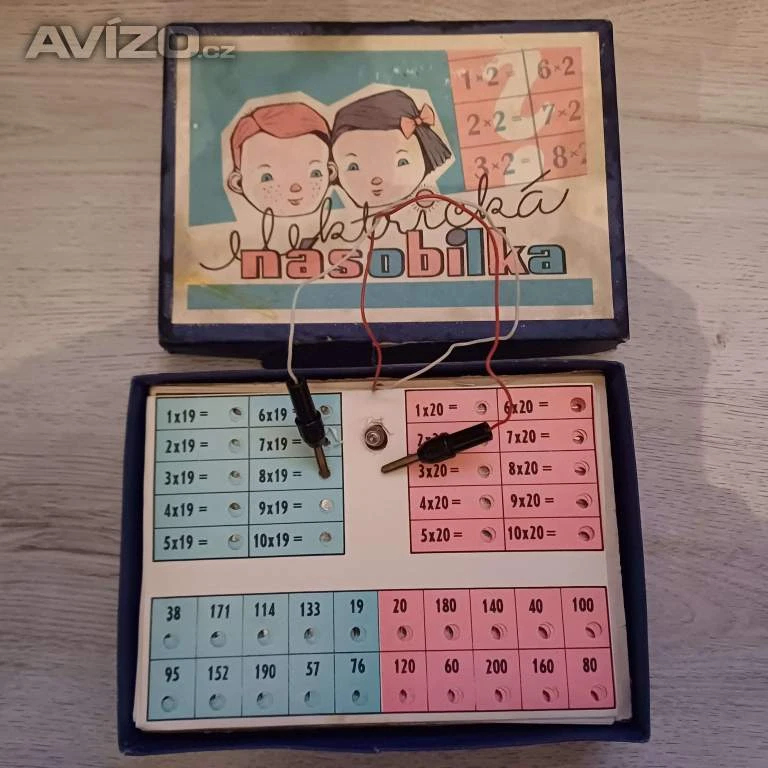 AVÍZO.cz
1×2= 6×2
2×2= 7×2
3×2= 8×2
elektrická
násobilka
1x19 = 6x19 =
2x19 = 7x19 =
3x19 = 8x19 =
4x19 = 9x19 =
5x19 = 10x19 =
1x20 = 6x20 =
7x20 =
3x20 = 8x20 =
4x20 = 9x20 =
5x20 = 10x20 =
38 171 114 133 19 20 180 140 40 100
95 152 190 57 76 120 60 200 160 80